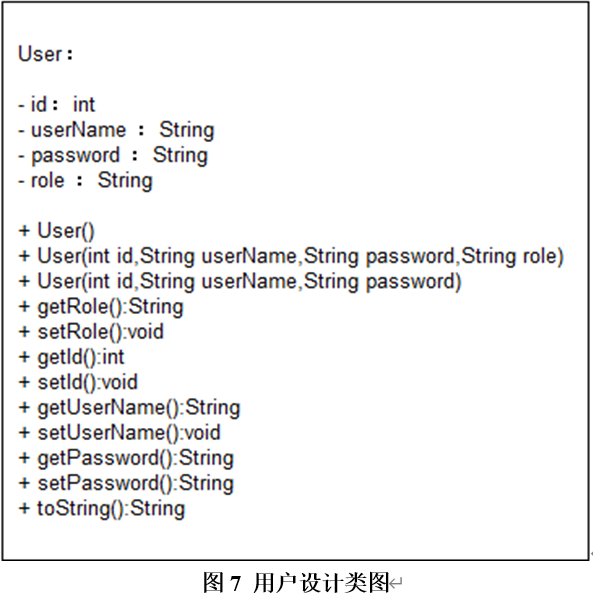 User：
- id： int
- userName ： String
- password ： String
- role ： String
+ User()
+ User(int id,String userName,String password,String role)
+ User(int id,String userName,String password)
+ getRole():String
+ setRole():void
+ getId():int
+ setId():void
+ getUserName():String
+ setUserName():void
+ getPassword():String
+ setPassword():String
+ toString():String
图 7 用户设计类图